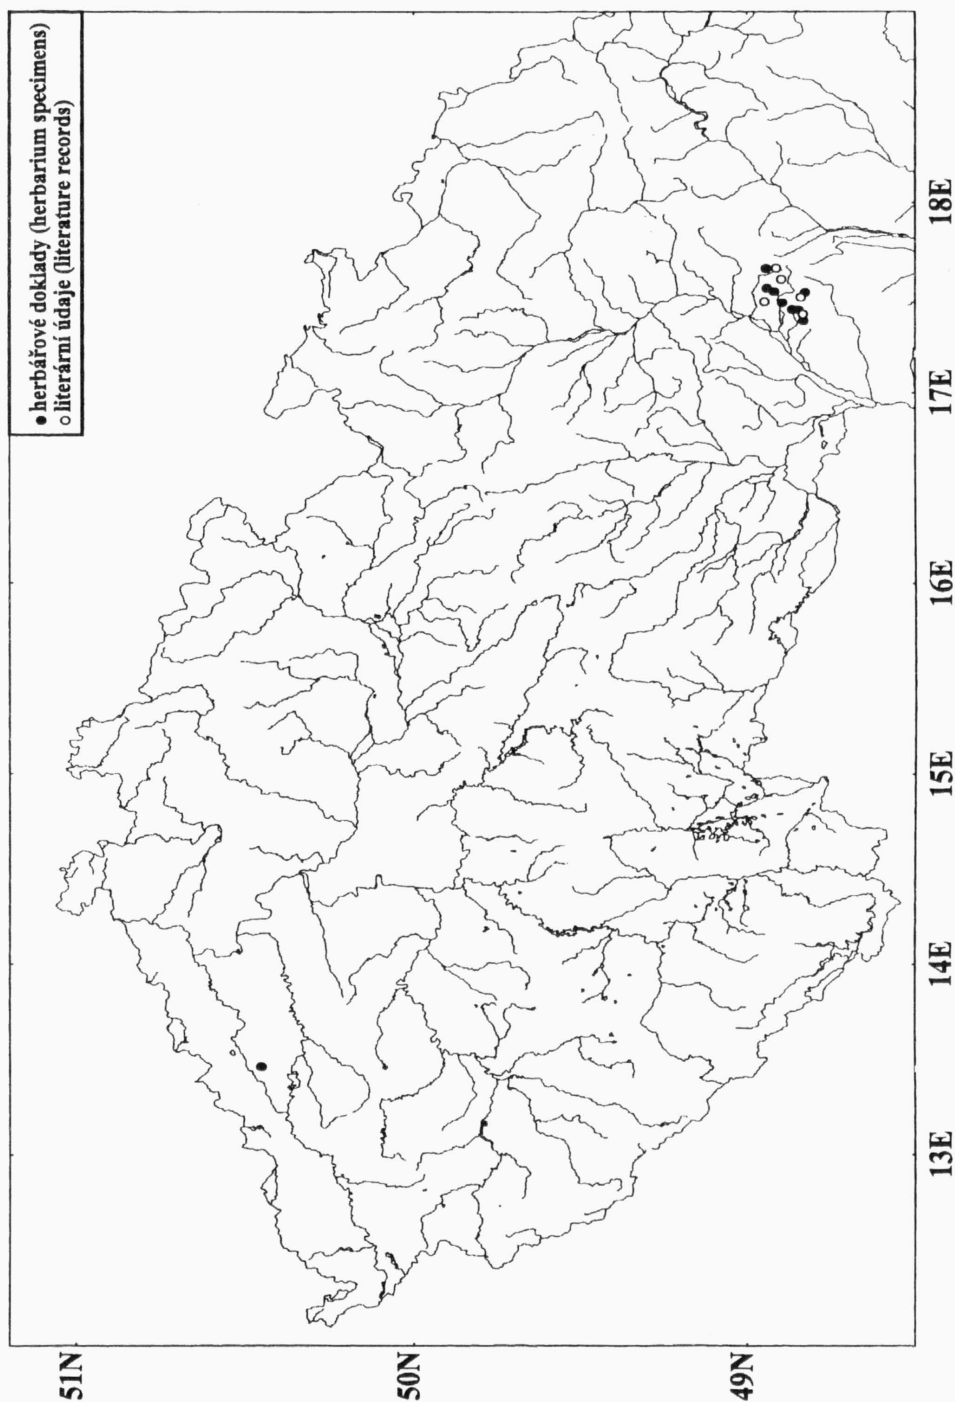 ● herbářové doklady (herbarium specimens)
○ literární údaje (literature records)
51N
50N
49N
13E
14E
15E
16E
17E
18E